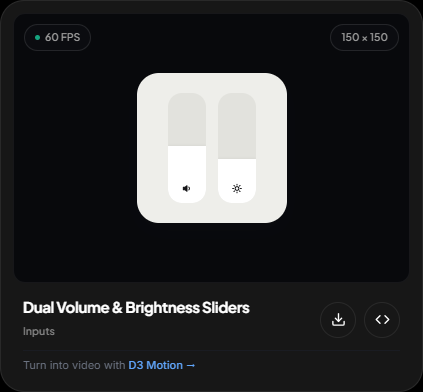 60 FPS
150 × 150
Dual Volume & Brightness Sliders
Inputs
Turn into video with D3 Motion →